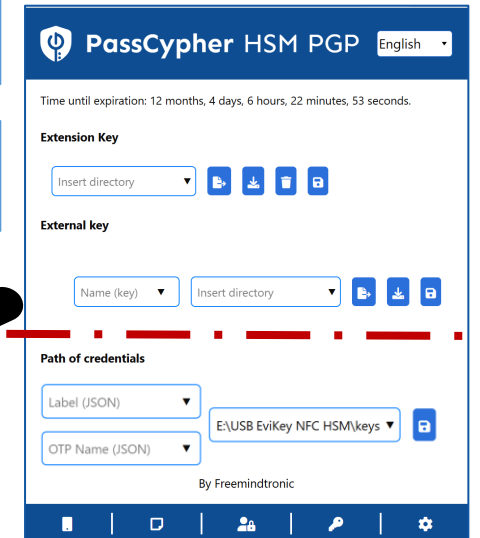 PassCypher HSM PGP
English
Time until expiration: 12 months, 4 days, 6 hours, 22 minutes, 53 seconds.
Extension Key
Insert directory
External key
Name (key)
Insert directory
Path of credentials
Label (JSON)
E:\USB EviKey NFC HSM\keys
OTP Name (JSON)
By Freemindtronic